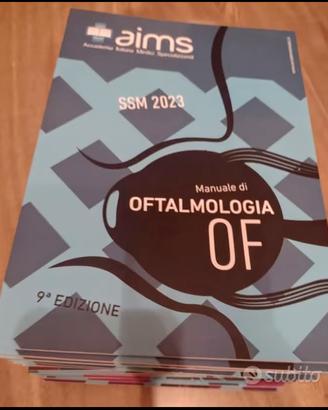 aims
Accademia Italiana Medici Specializzandi
SSM 2023
Manuale di
OFTALMOLOGIA
OF
9ª EDIZIONE
subito